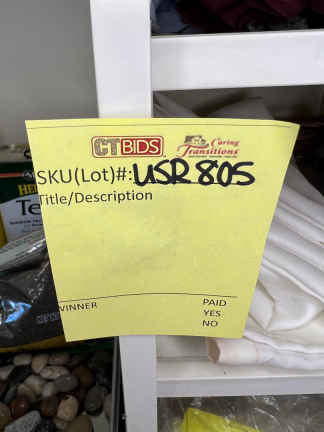 CTBIDS
Caring
Transitions
SKU(Lot)#: USR 805
Title/Description
WINNER
PAID
YES
NO